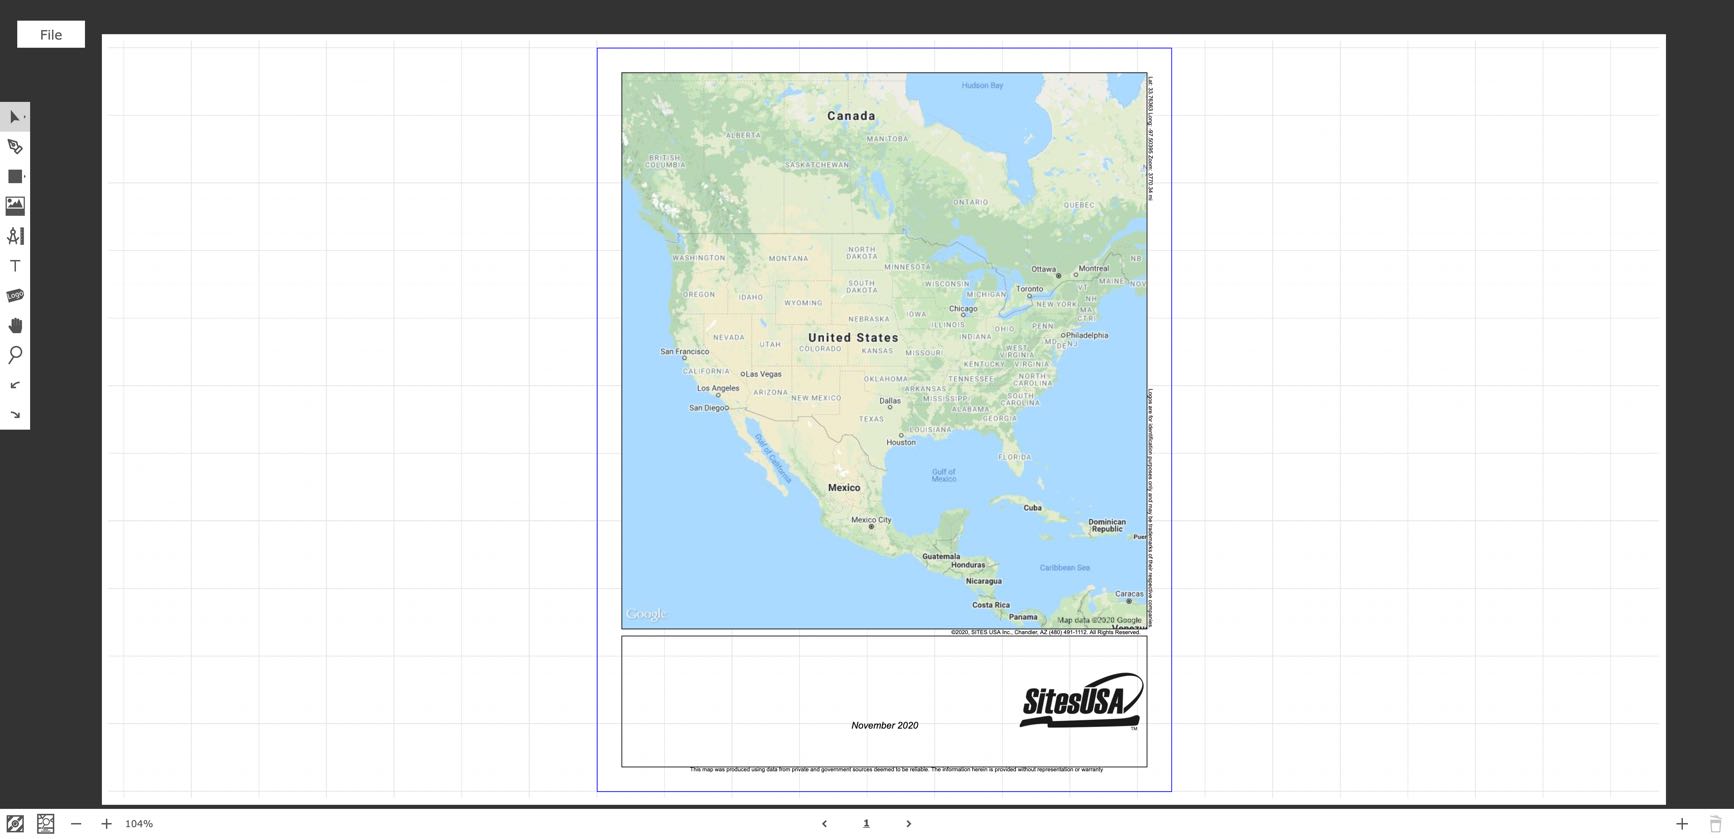 File
Hudson Bay
Canada
ALBERTA
MANITOBA
BRITISH
COLUMBIA
SASKATCHEWAN
ONTARIO
QUEBEC
NORTH
DAKOTA
WASHINGTON
MONTANA
MINNESOTA
Ottawa
Montreal
NB
SOUTH
DAKOTA
WISCONSIN
MICHIGAN
Toronto
VT
MAINE
NOV
OREGON
IDAHO
WYOMING
NEW YORK
NH
MA
CT
RI
Chicago
IOWA
NEBRASKA
ILLINOIS
OHIO
PENN
NEVADA
UTAH
United States
COLORADO
KANSAS
MISSOURI
WEST
VIRGINIA
MD
DE
NJ
Philadelphia
San Francisco
CALIFORNIA
Las Vegas
KENTUCKY
VIRGINIA
Los Angeles
ARIZONA
NEW MEXICO
OKLAHOMA
ARKANSAS
TENNESSEE
NORTH
CAROLINA
San Diego
Dallas
MISSISSIPPI
SOUTH
CAROLINA
ALABAMA
TEXAS
GEORGIA
LOUISIANA
Houston
Gulf of California
FLORIDA
Gulf of
Mexico
Mexico
Mexico City
Cuba
Dominican
Republic
Puer
Guatemala
Honduras
Caribbean Sea
Nicaragua
Costa Rica
Caracas
Panama
Google
Map data ©2020 Google
Venezu
Lat: 33.76363 Long: -97.50395 Zoom: 3770.34 mi
Logos are for identification purposes only and may be trademarks of their respective companies.
©2020, SITES USA Inc., Chandler, AZ (480) 491-1112. All Rights Reserved.
SitesUSA
TM
November 2020
This map was produced using data from private and government sources deemed to be reliable. The information herein is provided without representation or warranty
T
Logo
104%
1